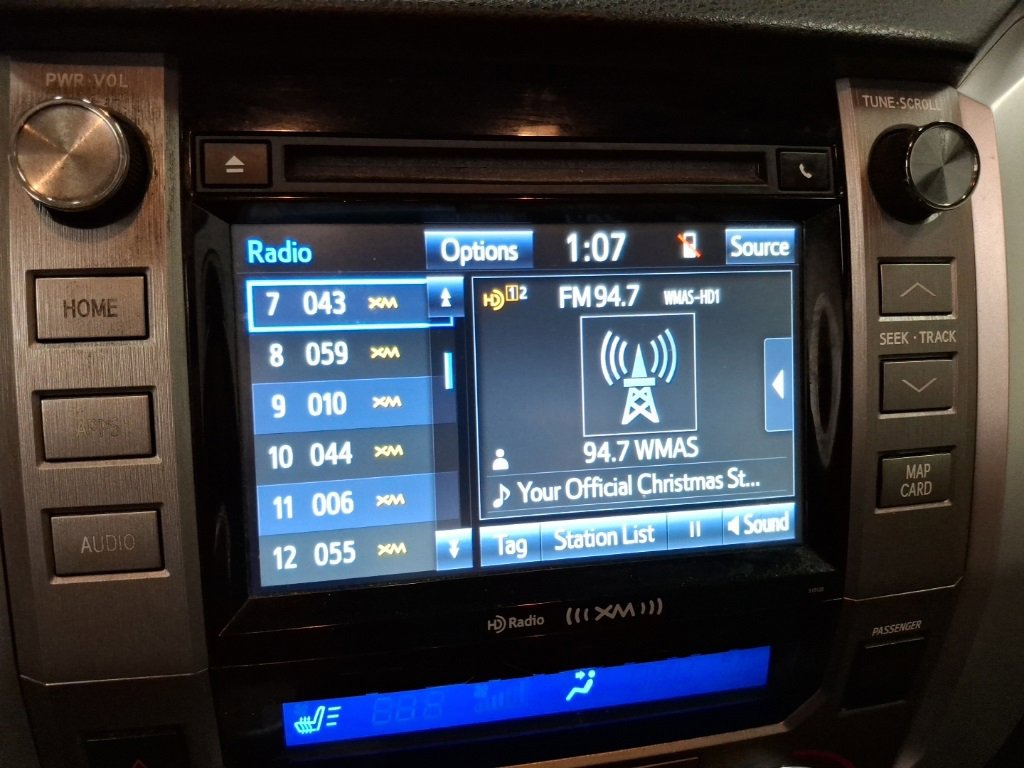 PWR·VOL
TUNE·SCROLL
Radio
Options
1:07
Source
HOME
APPS
AUDIO
7 043 XM
8 059 XM
9 010 XM
10 044 XM
11 006 XM
12 055 XM
HD 1 2
FM 94.7 WMAS-HD1
94.7 WMAS
Your Official Christmas St...
Tag
Station List
Sound
SEEK·TRACK
MAP
CARD
HD Radio
XM
PASSENGER